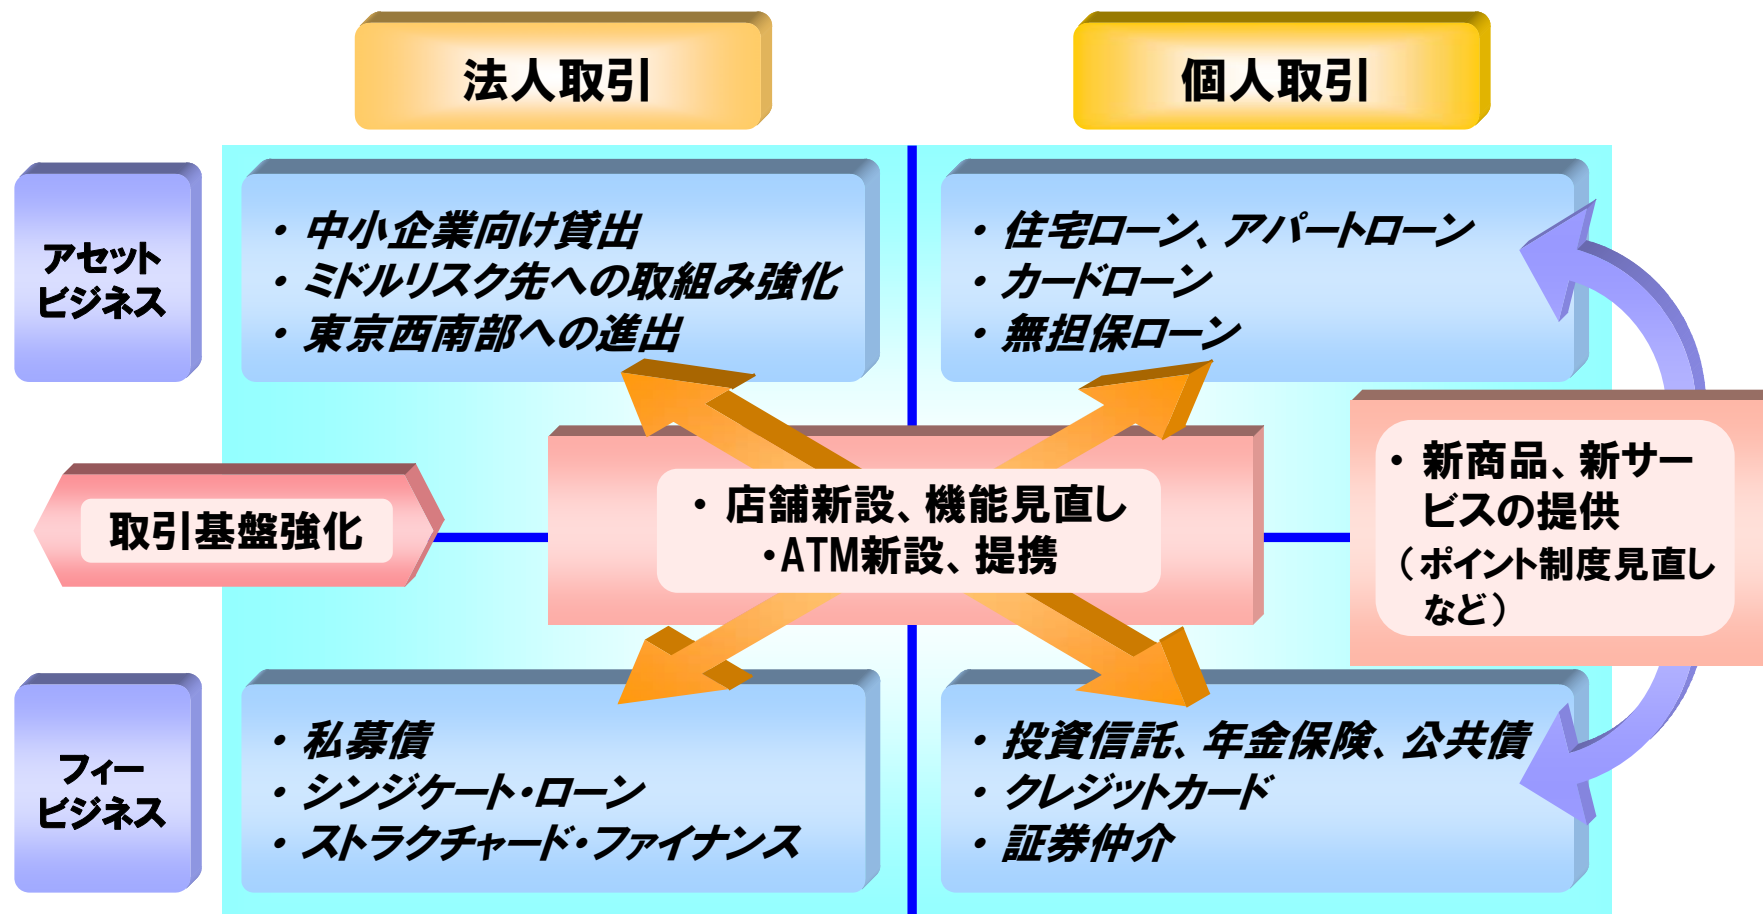 法人取引
個人取引
アセット
ビジネス
・ 中小企業向け貸出
・ ミドルリスク先への取組み強化
・ 東京西南部への進出
・ 住宅ローン、アパートローン
・ カードローン
・ 無担保ローン
取引基盤強化
・ 店舗新設、機能見直し
・ATM新設、提携
・ 新商品、新サー
ビスの提供
（ポイント制度見直し
など）
フィー
ビジネス
・ 私募債
・ シンジケート・ローン
・ ストラクチャード・ファイナンス
・ 投資信託、年金保険、公共債
・ クレジットカード
・ 証券仲介